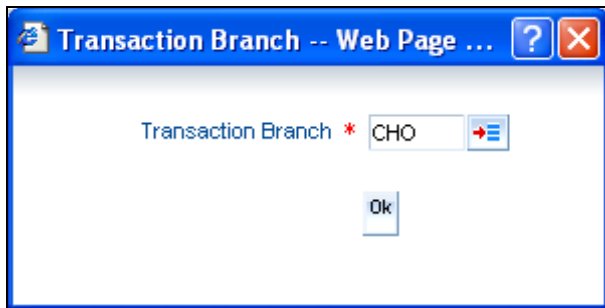 Transaction Branch -- Web Page ...
Transaction Branch * CHO
Ok